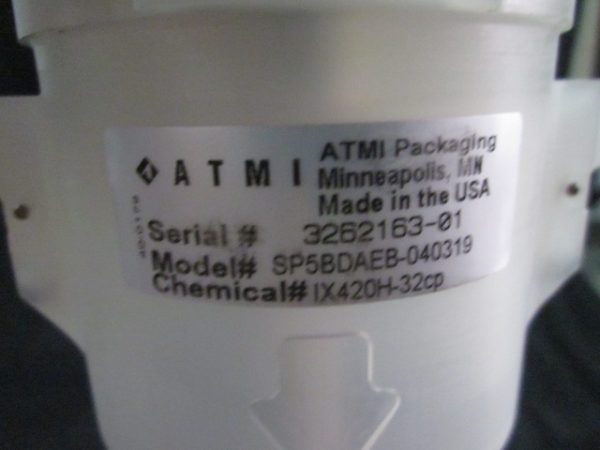 ATMI
ATMI Packaging
Minneapolis, MN
Made in the USA
Serial # 3262163-01
Model# SP5BDAEB-040319
Chemical# IX420H-32cp